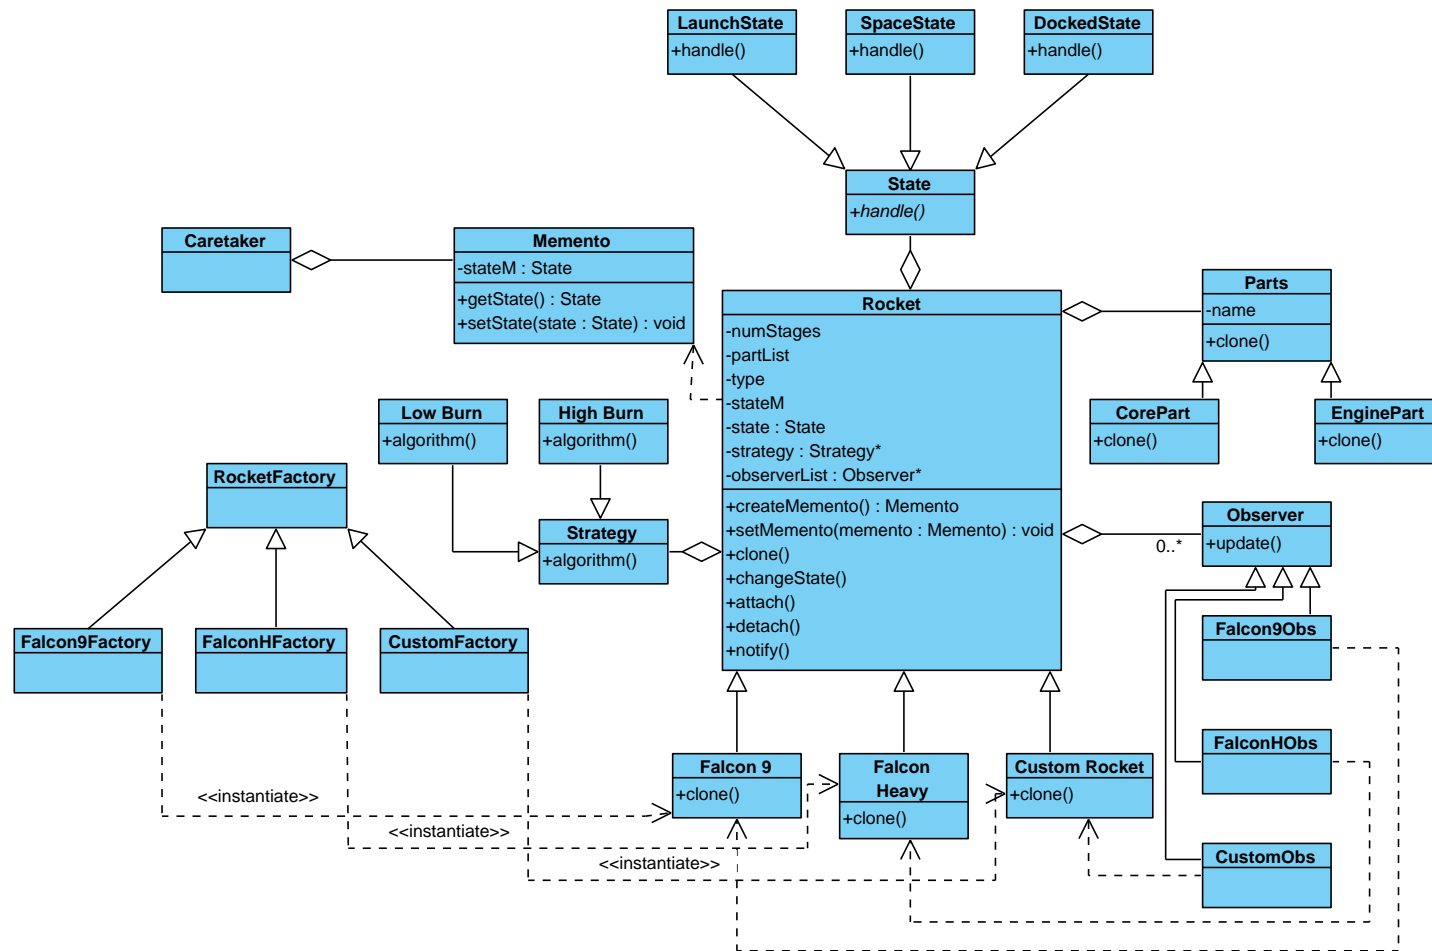 LaunchState
+handle()
SpaceState
+handle()
DockedState
+handle()
State
+handle()
Caretaker
Memento
-stateM : State
+getState() : State
+setState(state : State) : void
Rocket
-numStages
-partList
-type
-stateM
-state : State
-strategy : Strategy*
-observerList : Observer*
+createMemento() : Memento
+setMemento(memento : Memento) : void
+clone()
+changeState()
+attach()
+detach()
+notify()
Parts
-name
+clone()
CorePart
+clone()
EnginePart
+clone()
Low Burn
+algorithm()
High Burn
+algorithm()
Strategy
+algorithm()
RocketFactory
Observer
+update()
0..*
Falcon9Factory
FalconHFactory
CustomFactory
Falcon9Obs
FalconHObs
CustomObs
Falcon 9
+clone()
Falcon
Heavy
+clone()
Custom Rocket
+clone()
<<instantiate>>
<<instantiate>>
<<instantiate>>